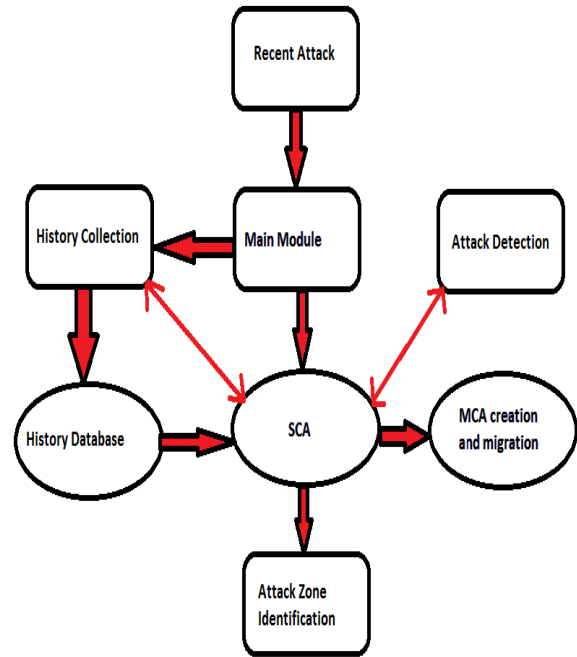 Recent Attack
History Collection
Main Module
Attack Detection
History Database
SCA
MCA creation
and migration
Attack Zone
Identification